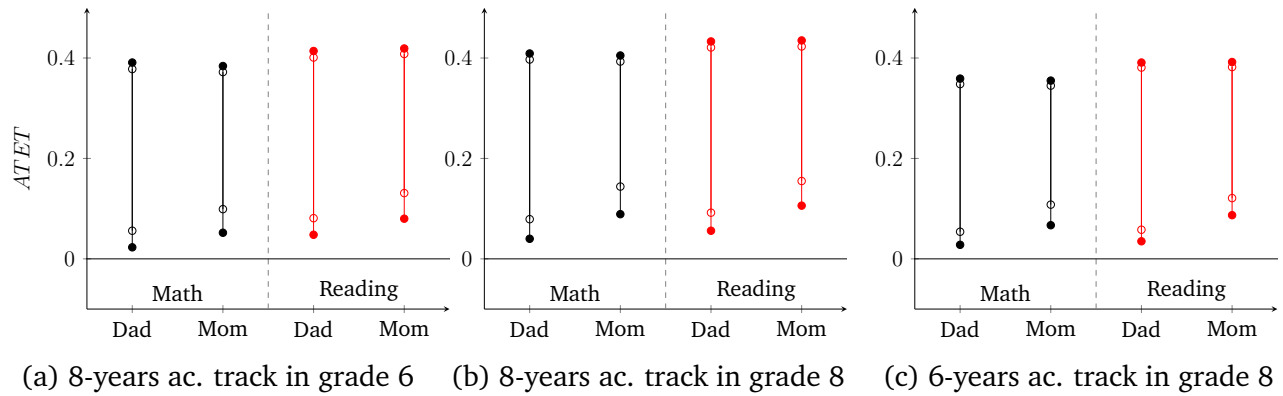 ATET
0.4
0.2
0
Math Reading
Dad Mom Dad Mom
(a) 8-years ac. track in grade 6
0.4
0.2
0
Math Reading
Dad Mom Dad Mom
(b) 8-years ac. track in grade 8
0.4
0.2
0
Math Reading
Dad Mom Dad Mom
(c) 6-years ac. track in grade 8